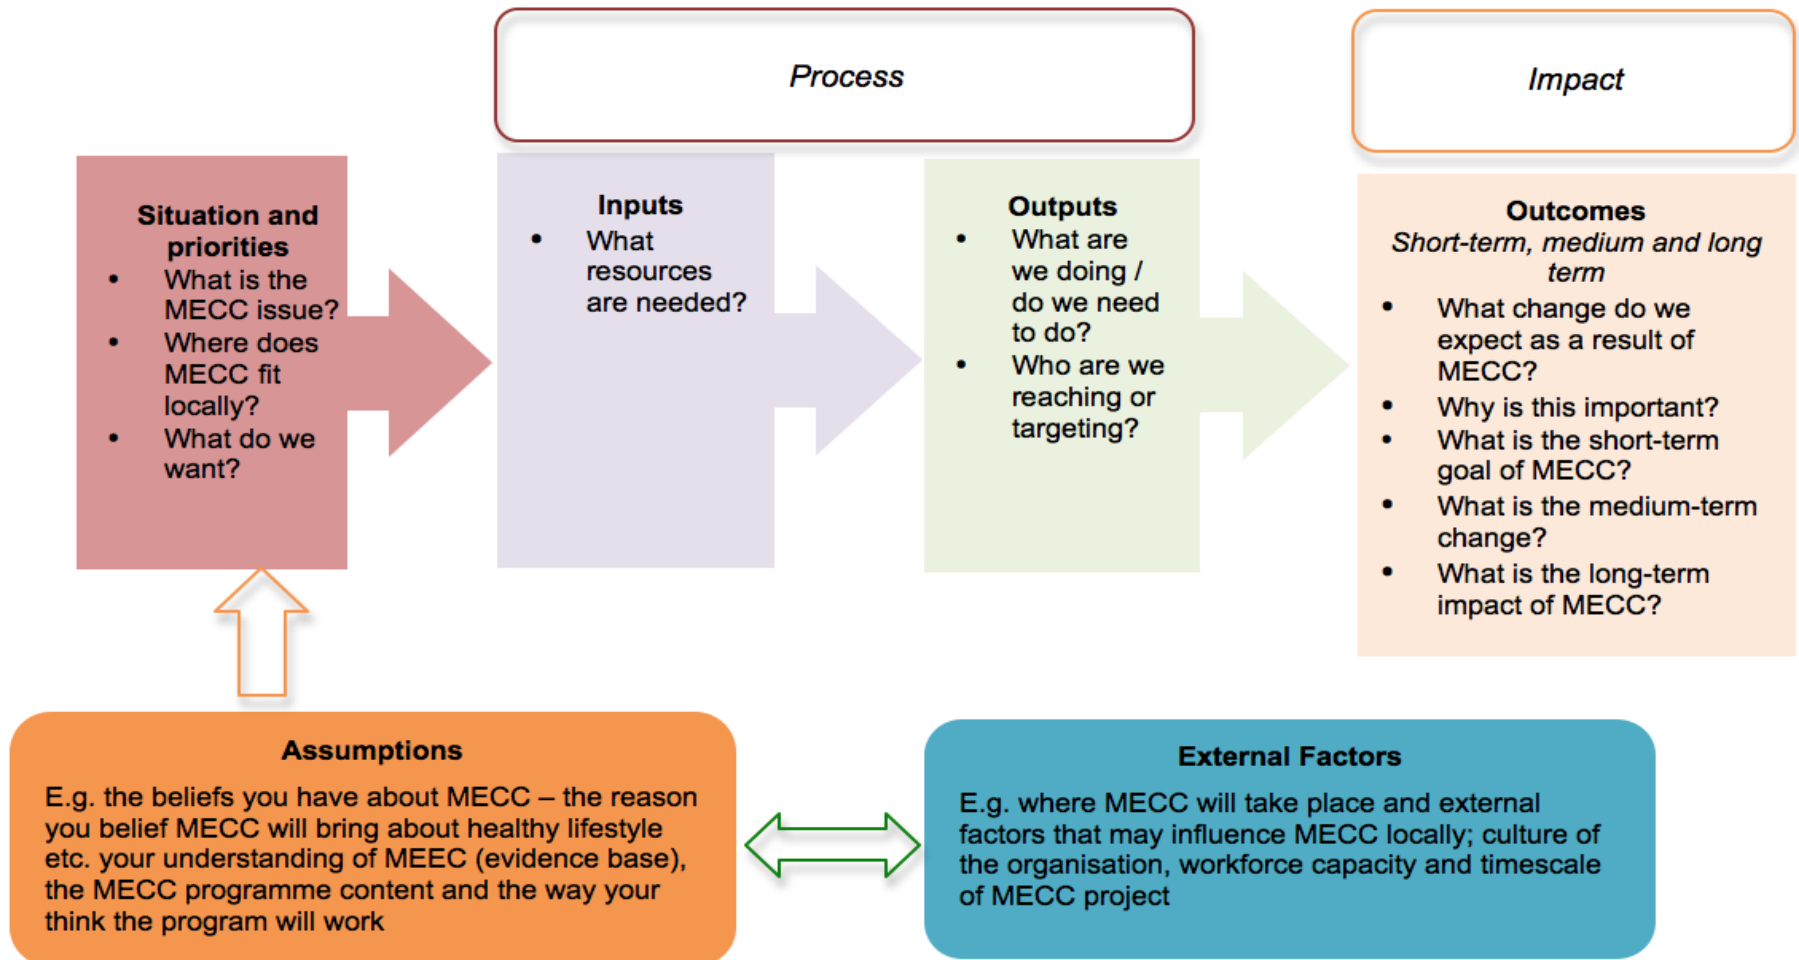 Process
Impact
Situation and
priorities
• What is the
MECC issue?
• Where does
MECC fit
locally?
• What do we
want?
Inputs
• What
resources
are needed?
Outputs
• What are
we doing /
do we need
to do?
• Who are we
reaching or
targeting?
Outcomes
Short-term, medium and long
term
• What change do we
expect as a result of
MECC?
• Why is this important?
• What is the short-term
goal of MECC?
• What is the medium-term
change?
• What is the long-term
impact of MECC?
Assumptions
E.g. the beliefs you have about MECC – the reason
you belief MECC will bring about healthy lifestyle
etc. your understanding of MEEC (evidence base),
the MECC programme content and the way your
think the program will work
External Factors
E.g. where MECC will take place and external
factors that may influence MECC locally; culture of
the organisation, workforce capacity and timescale
of MECC project